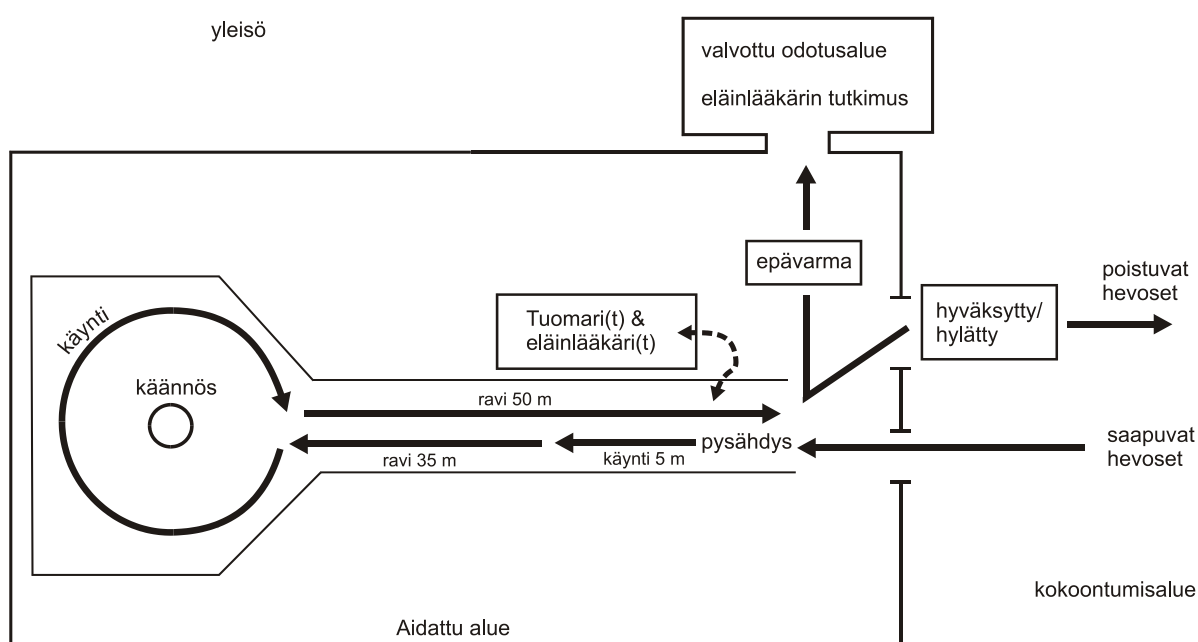 yleisö
valvottu odotusalue
eläinlääkärin tutkimus
epävarma
poistuvat
hevoset
hyväksytty/
hylätty
Tuomari(t) &
eläinlääkäri(t)
käynti
käännös
ravi 50 m
pysähdys
saapuvat
hevoset
ravi 35 m
käynti 5 m
kokoontumisalue
Aidattu alue